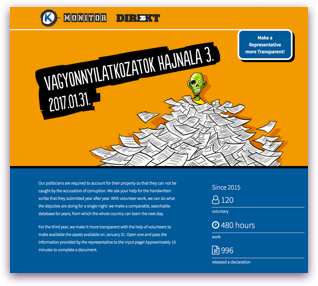 K MONITOR DIREKT
Make a
Representative
more Transparent!
VAGYONNYILATKOZATOK HAJNALA 3.
2017.01.31.
Our politicians are required to account for their property so that they can not be
caught by the accusation of corruption. We ask your help for the handwritten
scribe that they submitted year after year. With volunteer work, we can do what
the deputies are doing for a single night: we make a comparable, searchable
database for years, from which the whole country can learn the next day.
For the third year, we make it more transparent with the help of volunteers to
make available the assets available on January 31. Open one and pass the
information provided by the representative to the input page! Approximately 10
minutes to complete a document.
Since 2015
120
voluntary
480 hours
work
996
released a declaration